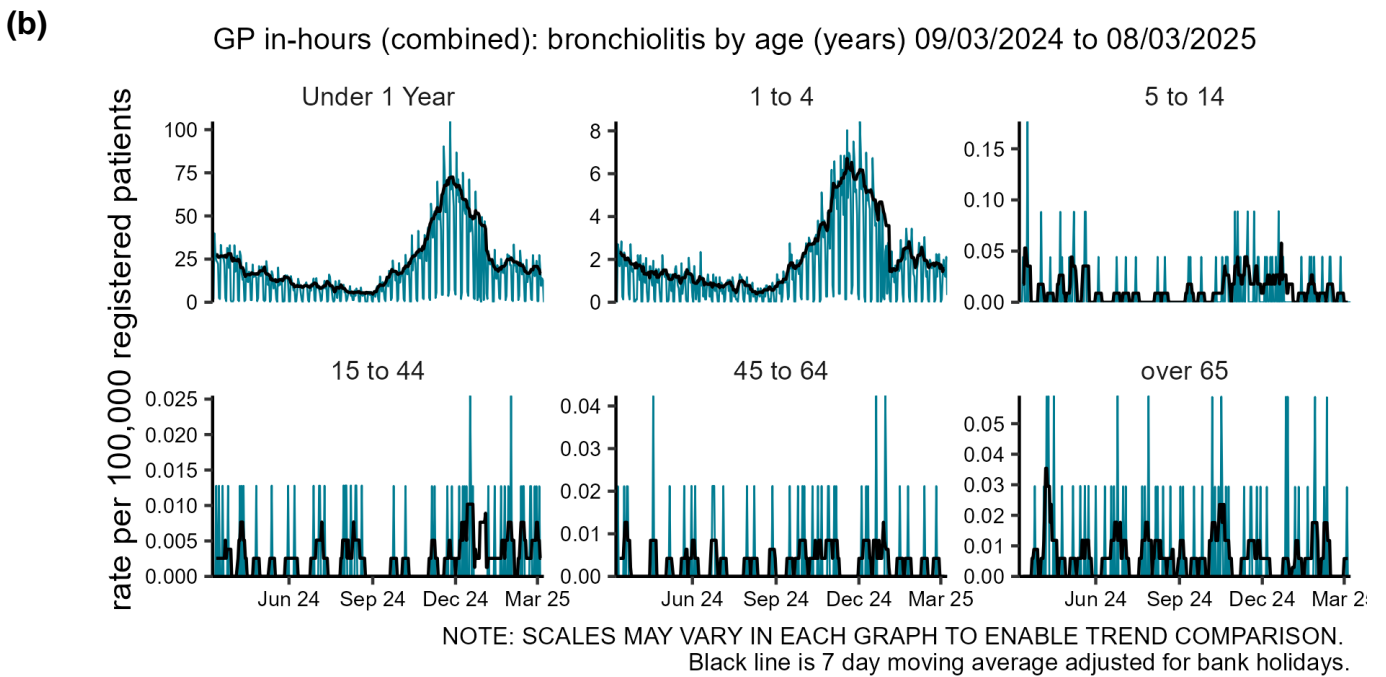 (b)
GP in-hours (combined): bronchiolitis by age (years) 09/03/2024 to 08/03/2025
rate per 100,000 registered patients
Under 1 Year
100
75
50
25
0
1 to 4
8
6
4
2
0
5 to 14
0.15
0.10
0.05
0.00
15 to 44
0.025
0.020
0.015
0.010
0.005
0.000
Jun 24 Sep 24 Dec 24 Mar 25
45 to 64
0.04
0.03
0.02
0.01
0.00
Jun 24 Sep 24 Dec 24 Mar 25
over 65
0.05
0.04
0.03
0.02
0.01
0.00
Jun 24 Sep 24 Dec 24 Mar
NOTE: SCALES MAY VARY IN EACH GRAPH TO ENABLE TREND COMPARISON.
Black line is 7 day moving average adjusted for bank holidays.